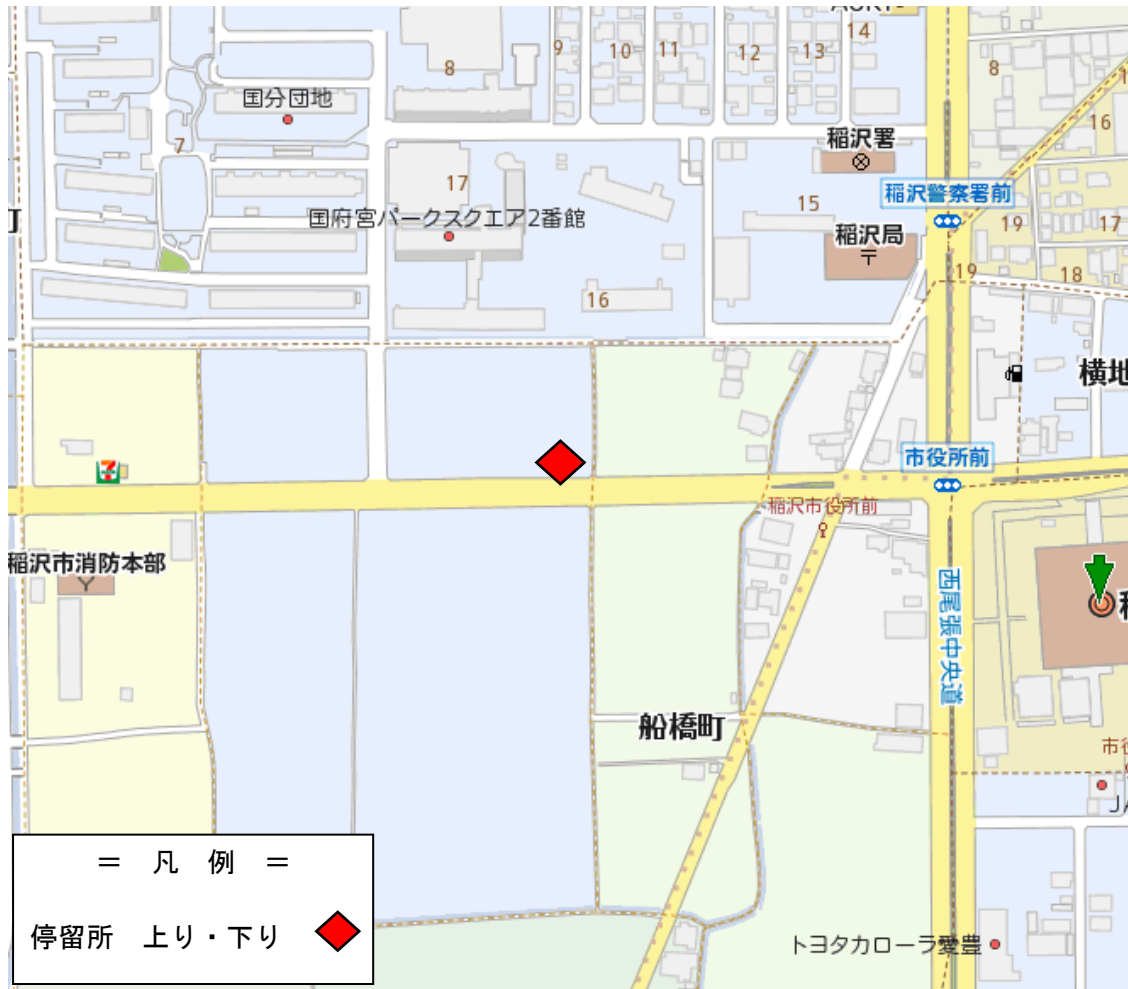 14
9
10
11
12
13
8
8
国分団地
16
7
稲沢署
17
稲沢警察署前
15
国府宮パークスクエア2番館
稲沢局
19
17
19
18
16
横地
市役所前
稲沢市役所前
稲沢市消防本部
西尾張中央道
船橋町
= 凡 例 =
停留所 上り・下り
トヨタカローラ愛豊